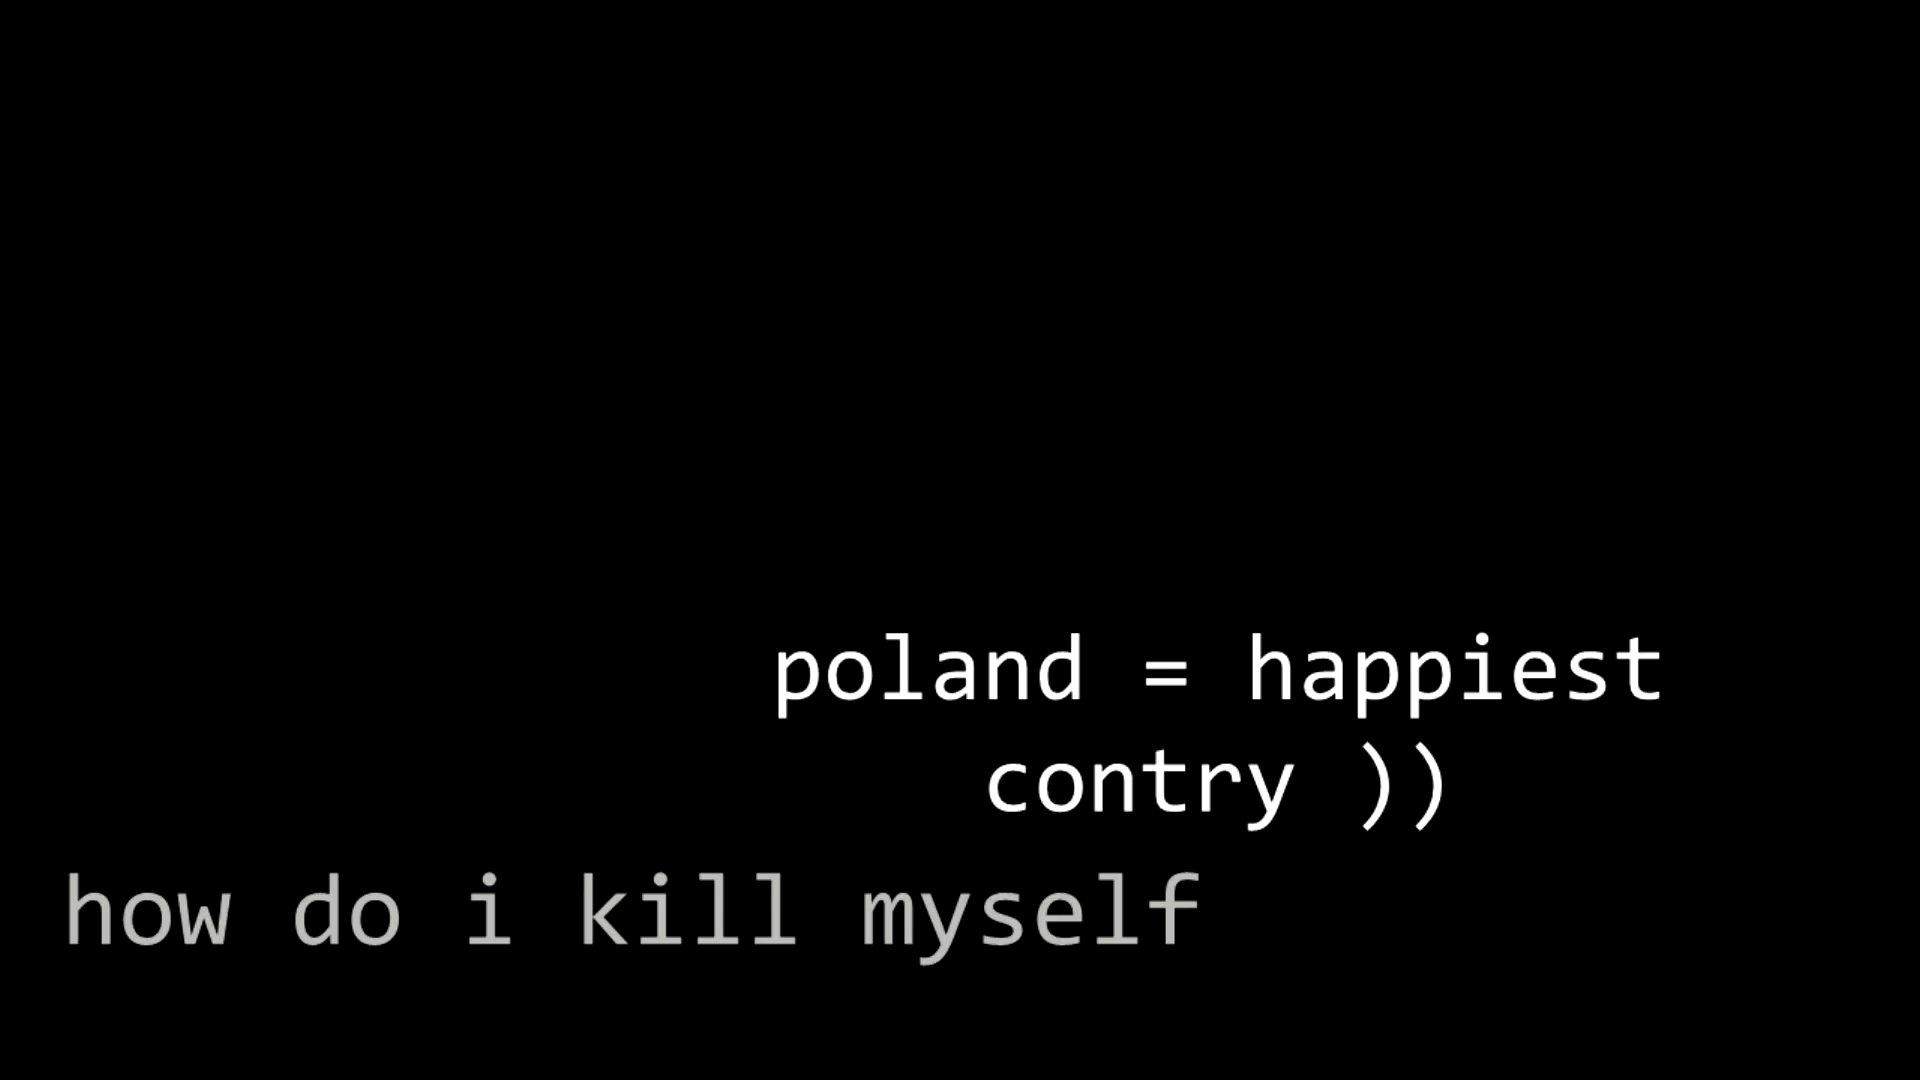 poland = happiest
contry ))
how do i kill myself